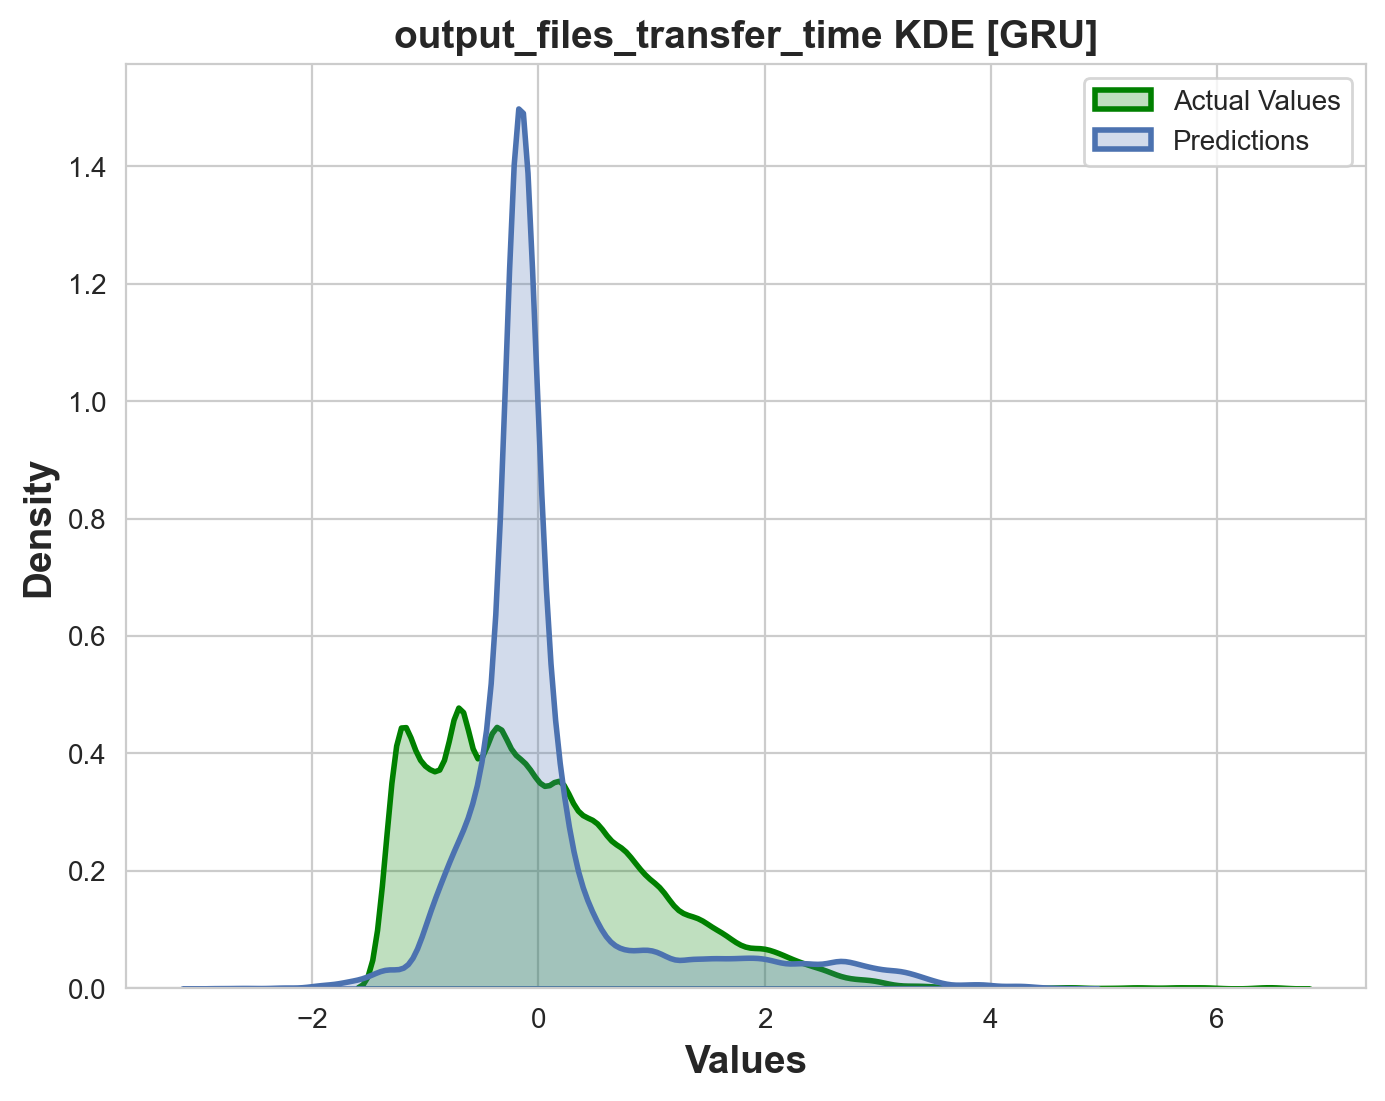 output_files_transfer_time KDE [GRU]
Actual Values
Predictions
1.4
1.2
1.0
0.8
0.6
0.4
0.2
0.0
Density
−2
0
2
4
6
Values